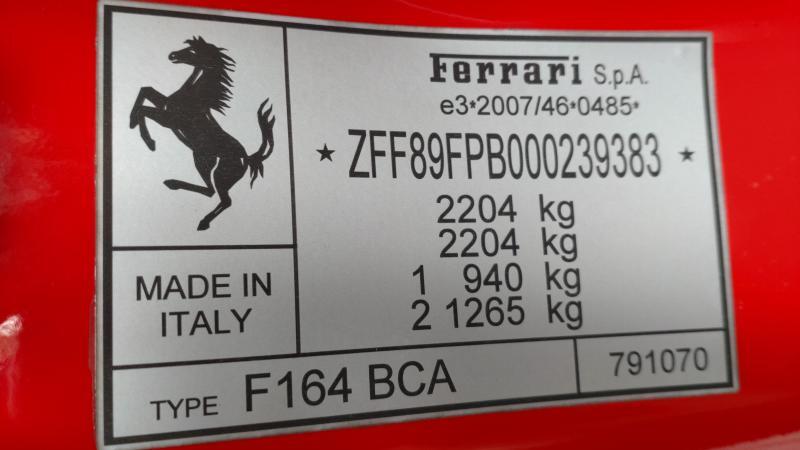 Ferrari S.p.A.
e3*2007/46*0485*
★ ZFF89FPB000239383 ★
2204 kg
2204 kg
1 940 kg
2 1265 kg
MADE IN
ITALY
TYPE F164 BCA
791070